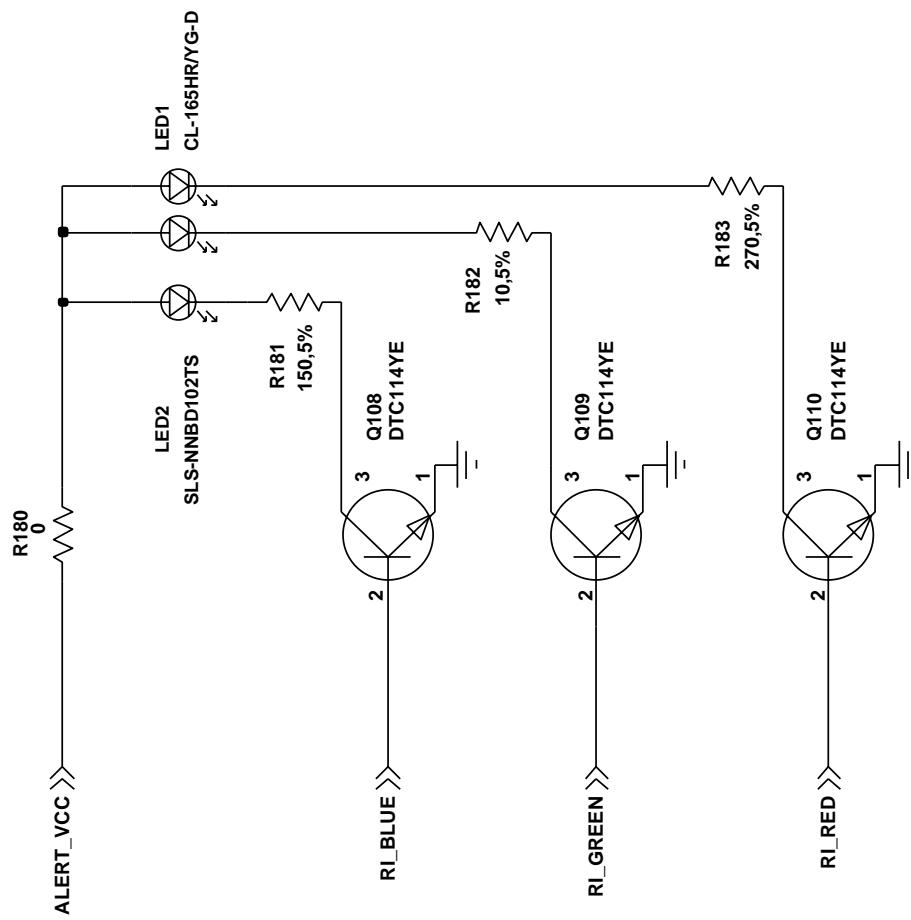 LED1
CL-165HR/YG-D
R183
270,5%
R182
10,5%
R181
150,5%
LED2
SLS-NNBD102TS
Q108
DTC114YE
Q109
DTC114YE
Q110
DTC114YE
R180
0
3
1
2
3
1
2
3
1
2
ALERT_VCC
RI_BLUE
RI_GREEN
RI_RED